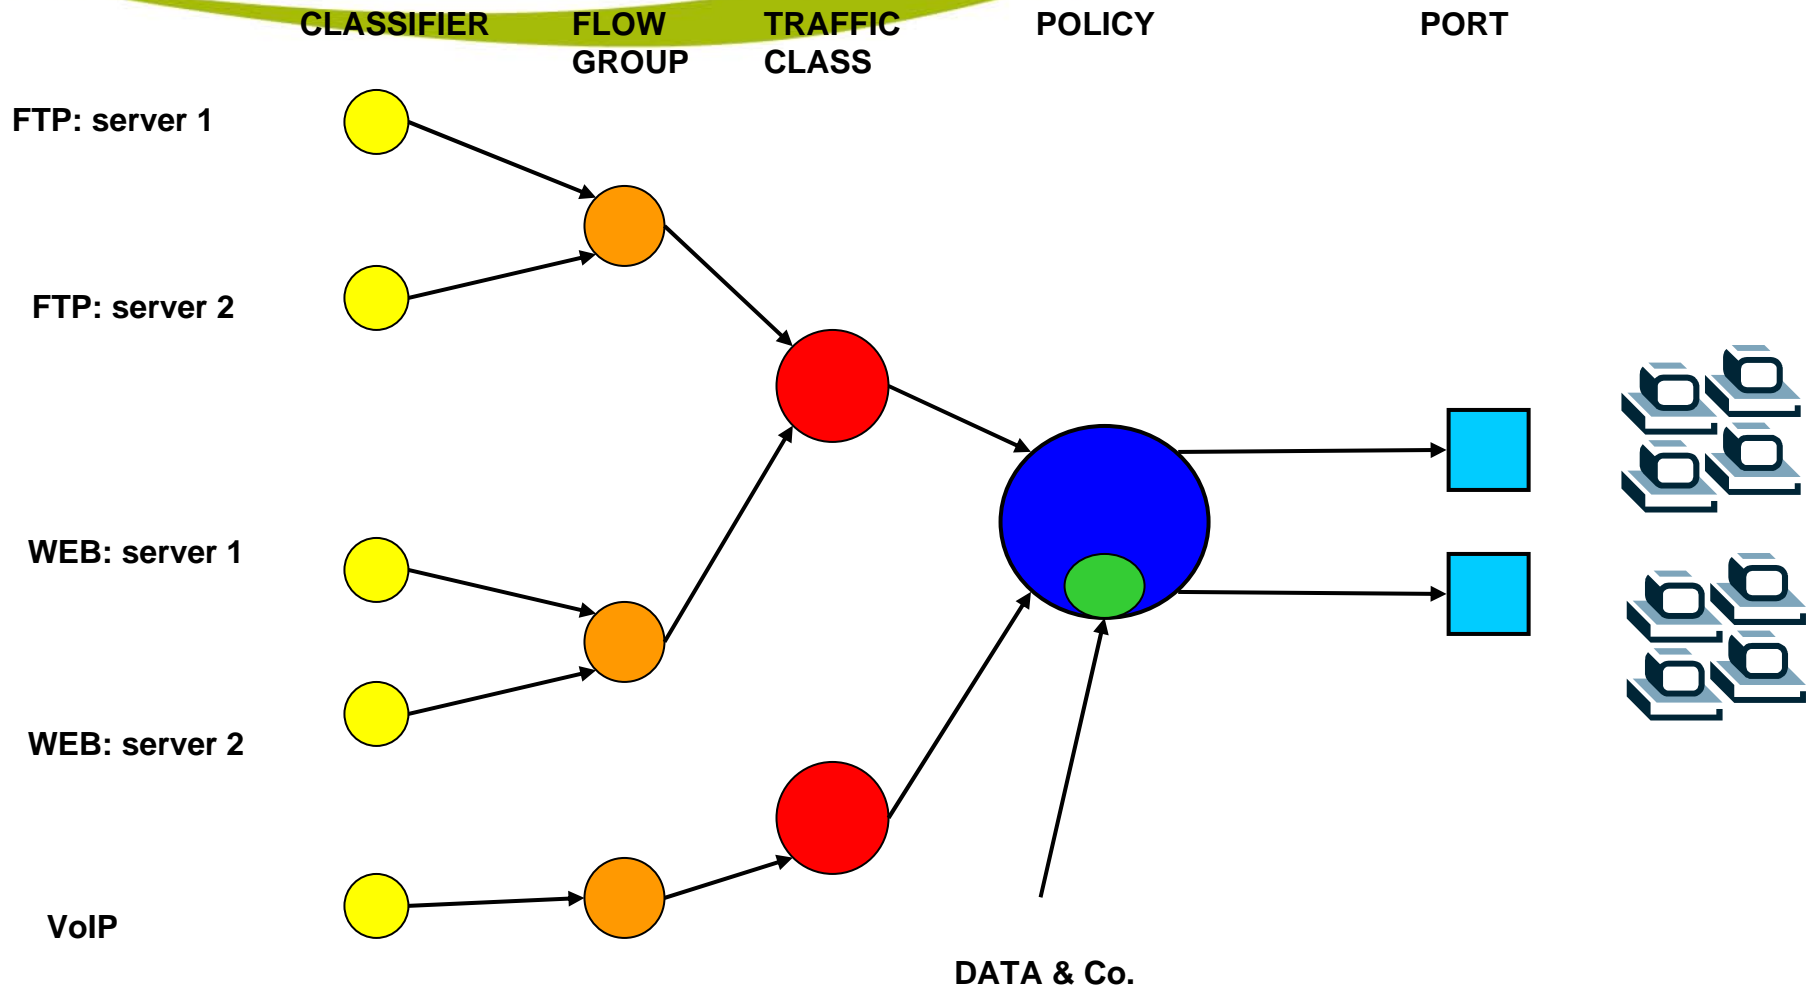 CLASSIFIER FLOW GROUP TRAFFIC CLASS POLICY PORT
FTP: server 1
FTP: server 2
WEB: server 1
WEB: server 2
VoIP
DATA & Co.